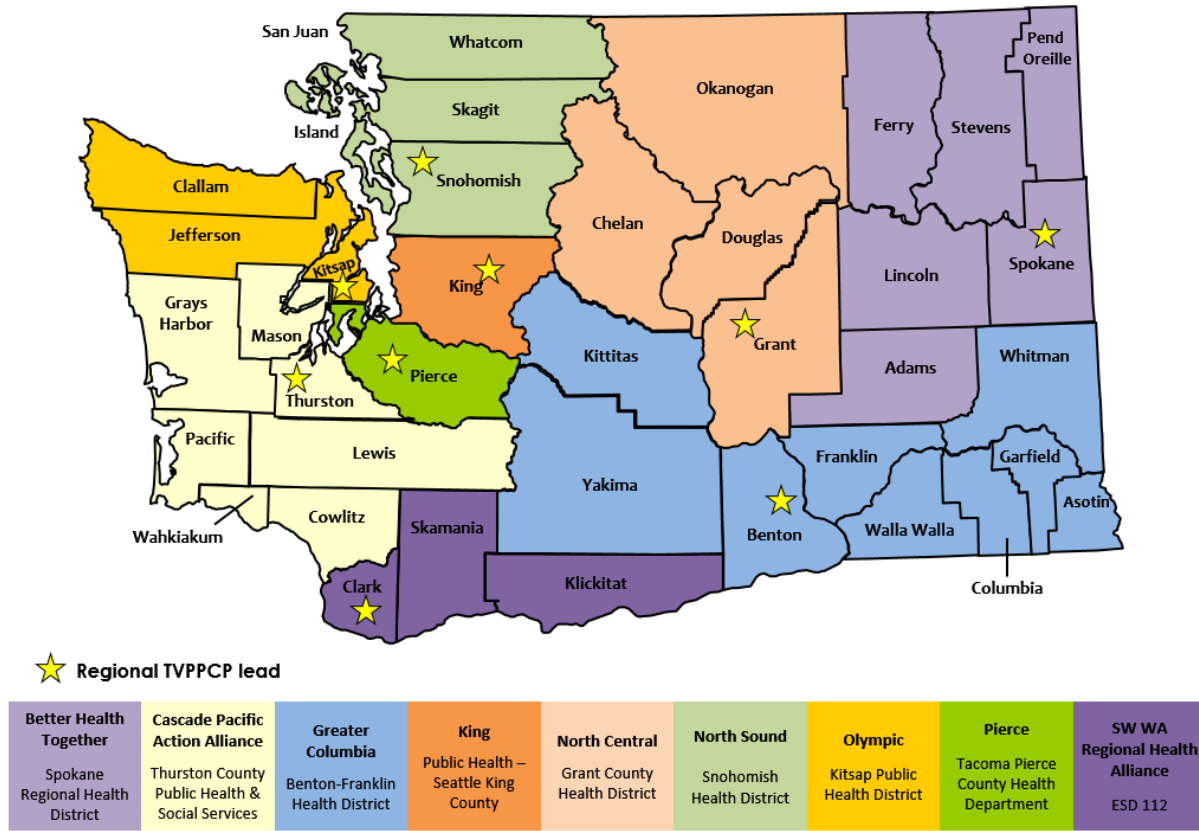 San Juan
Whatcom
Pend
Oreille
Okanogan
Skagit
Island
Ferry
Stevens
Snohomish
Clallam
Chelan
Douglas
Jefferson
Kitsap
King
Lincoln
Spokane
Grays
Harbor
Mason
Kittitas
Grant
Whitman
Pierce
Adams
Thurston
Pacific
Lewis
Franklin
Garfield
Yakima
Asotin
Cowlitz
Wahkiakum
Skamania
Benton
Walla Walla
Clark
Klickitat
Columbia
Regional TVPPCP lead
Better Health
Together
Spokane
Regional Health
District
Cascade Pacific
Action Alliance
Thurston County
Public Health &
Social Services
Greater
Columbia
Benton-Franklin
Health District
King
Public Health –
Seattle King
County
North Central
Grant County
Health District
North Sound
Snohomish
Health District
Olympic
Kitsap Public
Health District
Pierce
Tacoma Pierce
County Health
Department
SW WA
Regional Health
Alliance
ESD 112